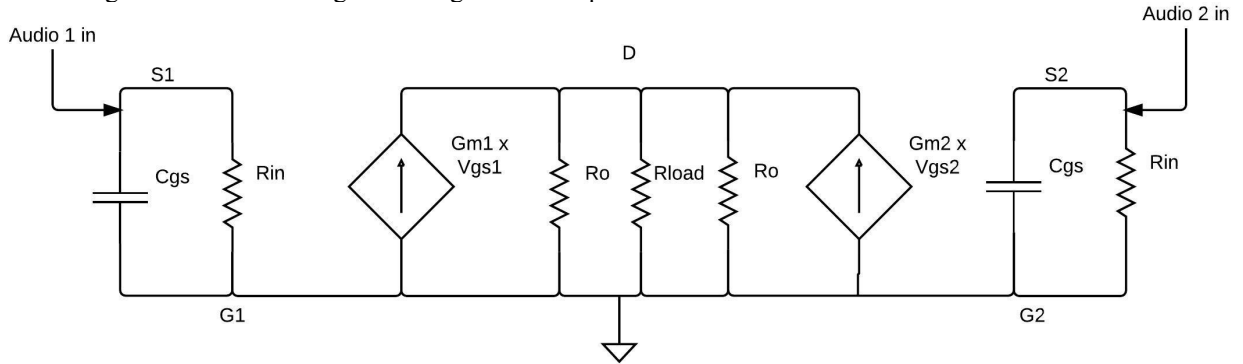 Audio 1 in
Audio 2 in
S1
D
S2
Cgs
Rin
Gm1 x
Vgs1
Ro
Rload
Ro
Gm2 x
Vgs2
Cgs
Rin
G1
G2